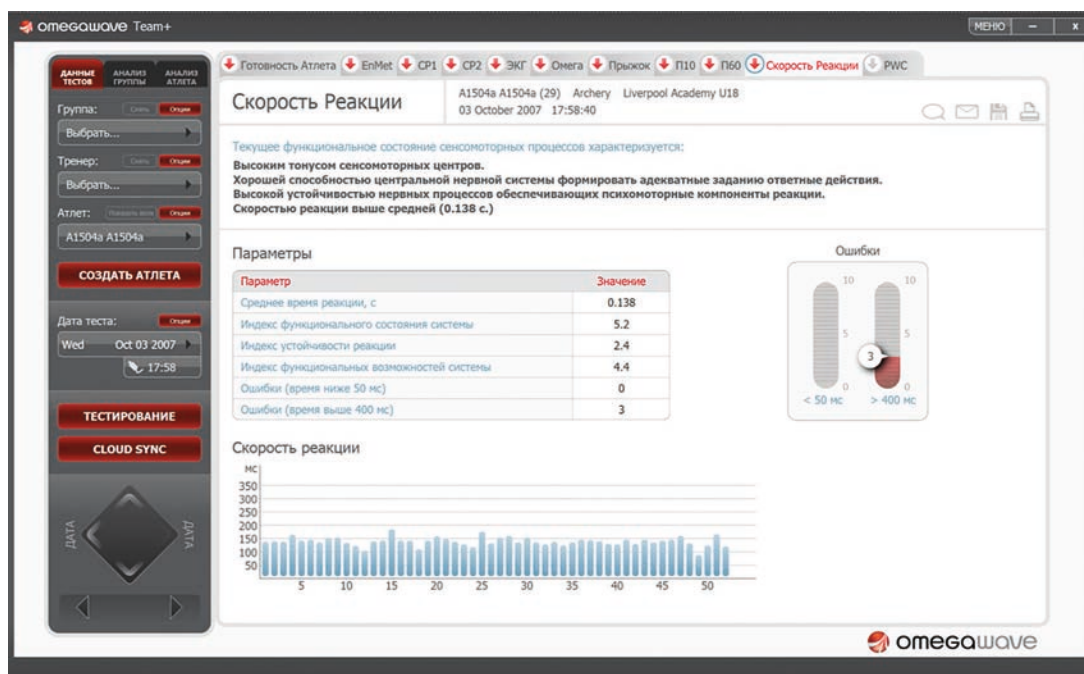 omegawave Team+
МЕНЮ
– x
ДАННЫЕ ТЕСТОВ
АНАЛИЗ ГРУППЫ
АНАЛИЗ АТЛЕТА
Группа:
Опции
Выбрать...
Тренер:
Опции
Выбрать...
Атлет:
Опции
A1504a A1504a
СОЗДАТЬ АТЛЕТА
Дата теста:
Опции
Wed Oct 03 2007
17:58
ТЕСТИРОВАНИЕ
CLOUD SYNC
ДАТА
ДАТА
Готовность Атлета EnMet СР1 СР2 ЭКГ Омега Прыжок П10 П60 Скорость Реакции PWC
Скорость Реакции
A1504a A1504a (29) Archery Liverpool Academy U18
03 October 2007 17:58:40
Текущее функциональное состояние сенсомоторных процессов характеризуется:
Высоким тонусом сенсомоторных центров.
Хорошей способностью центральной нервной системы формировать адекватные заданию ответные действия.
Высокой устойчивостью нервных процессов обеспечивающих психомоторные компоненты реакции.
Скоростью реакции выше средней (0.138 с.)
Параметры
Параметр Значение
Среднее время реакции, с 0.138
Индекс функционального состояния системы 5.2
Индекс устойчивости реакции 2.4
Индекс функциональных возможностей системы 4.4
Ошибки (время ниже 50 мс) 0
Ошибки (время выше 400 мс) 3
Ошибки
10 10
5 5
3
0 0
< 50 мс > 400 мс
Скорость реакции
мс
350
300
250
200
150
100
50
5 10 15 20 25 30 35 40 45 50
omegawave